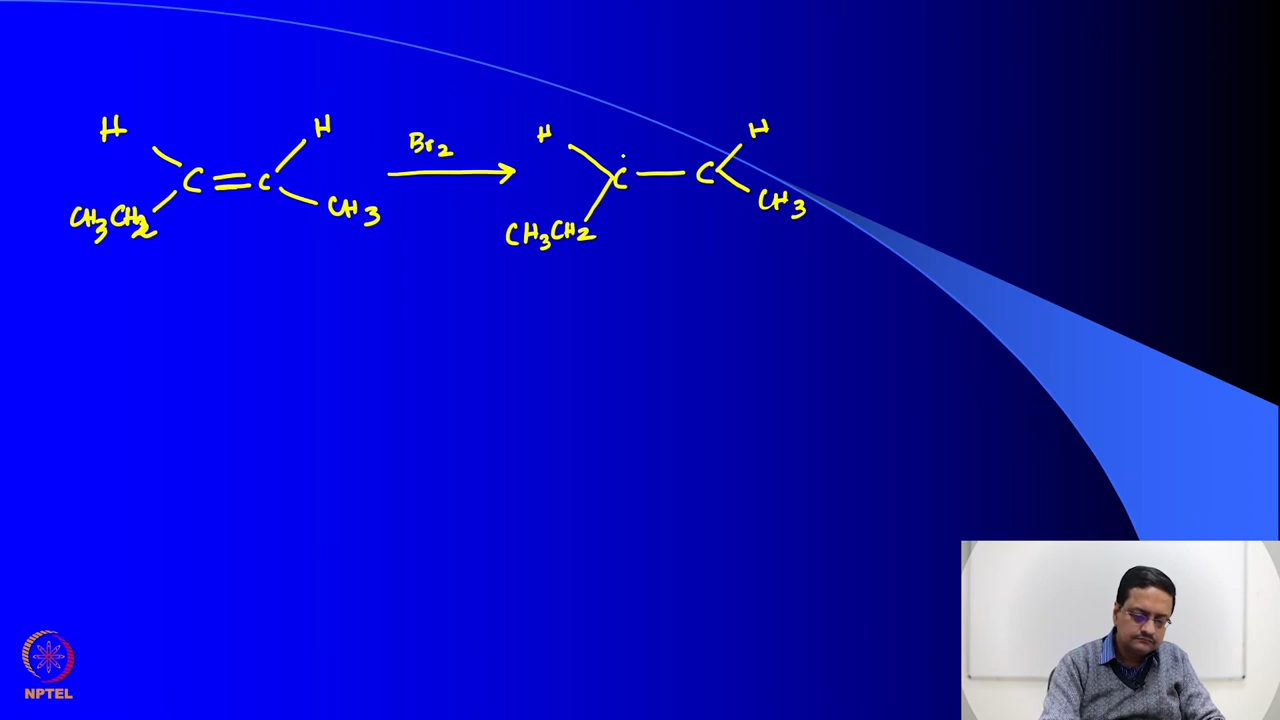 H H Br2 H H
C = C C — C
CH3CH2 CH3 CH3CH2 CH3
NPTEL